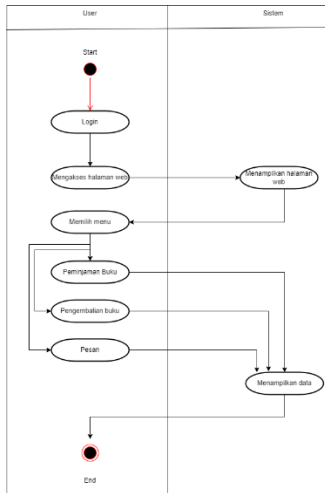 User
Sistem
Start
Login
Mengakses halaman web
Menampilkan halaman
web
Memilih menu
Peminjaman Buku
Pengembalian buku
Pesan
Menampilkan data
End